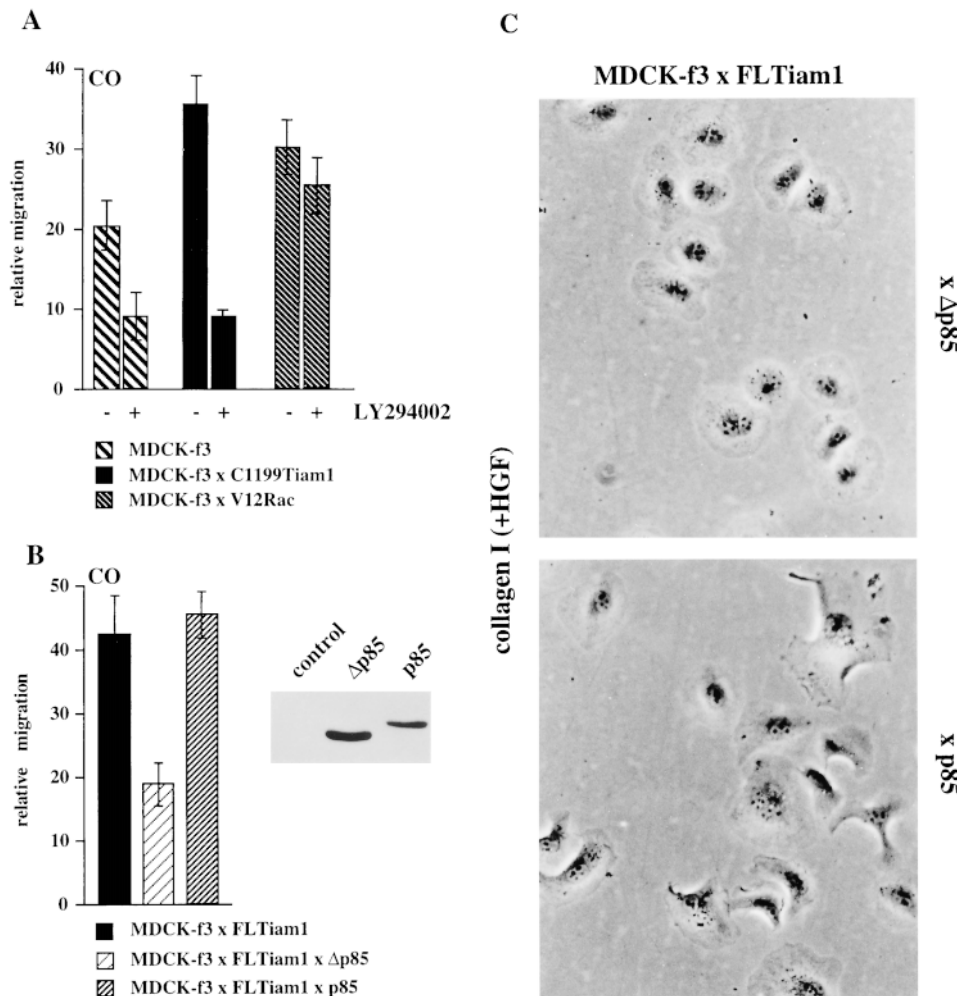 A
CO
40
30
20
10
0
relative migration
- + - + - + LY294002
MDCK-f3
MDCK-f3 x C1199Tiam1
MDCK-f3 x V12Rac
B
CO
50
40
30
20
10
0
relative migration
control
Δp85
p85
MDCK-f3 x FLTiam1
MDCK-f3 x FLTiam1 x Δp85
MDCK-f3 x FLTiam1 x p85
C
MDCK-f3 x FLTiam1
collagen I (+HGF)
x Δp85
x p85